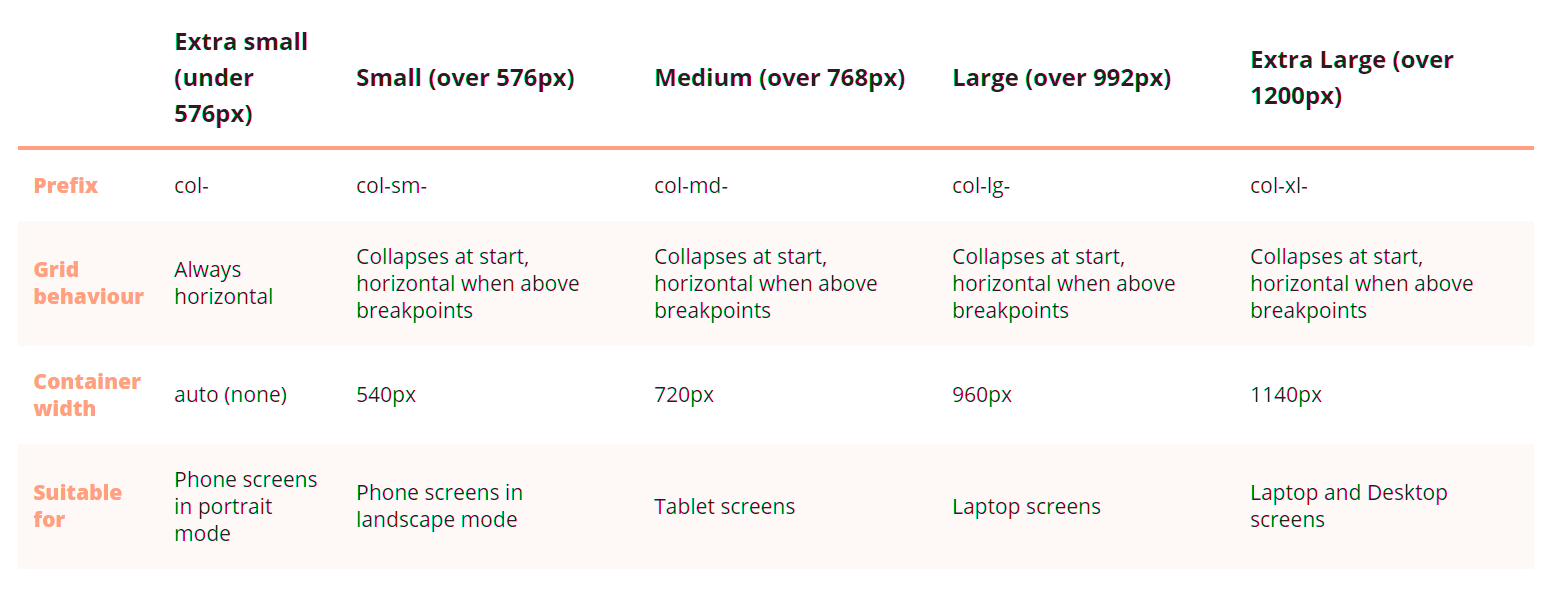 Extra small
(under
576px)
Small (over 576px)
Medium (over 768px)
Large (over 992px)
Extra Large (over
1200px)
Prefix
col-
col-sm-
col-md-
col-lg-
col-xl-
Grid
behaviour
Always
horizontal
Collapses at start,
horizontal when above
breakpoints
Collapses at start,
horizontal when above
breakpoints
Collapses at start,
horizontal when above
breakpoints
Collapses at start,
horizontal when above
breakpoints
Container
width
auto (none)
540px
720px
960px
1140px
Suitable
for
Phone screens
in portrait
mode
Phone screens in
landscape mode
Tablet screens
Laptop screens
Laptop and Desktop
screens